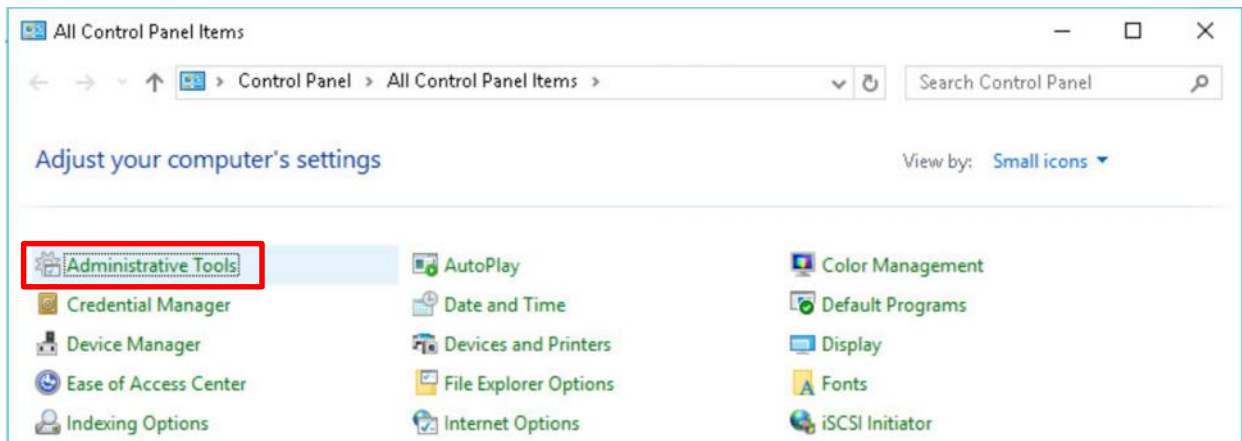 All Control Panel Items
Control Panel > All Control Panel Items >
Search Control Panel
Adjust your computer's settings
View by: Small icons
Administrative Tools AutoPlay Color Management
Credential Manager Date and Time Default Programs
Device Manager Devices and Printers Display
Ease of Access Center File Explorer Options Fonts
Indexing Options Internet Options iSCSI Initiator